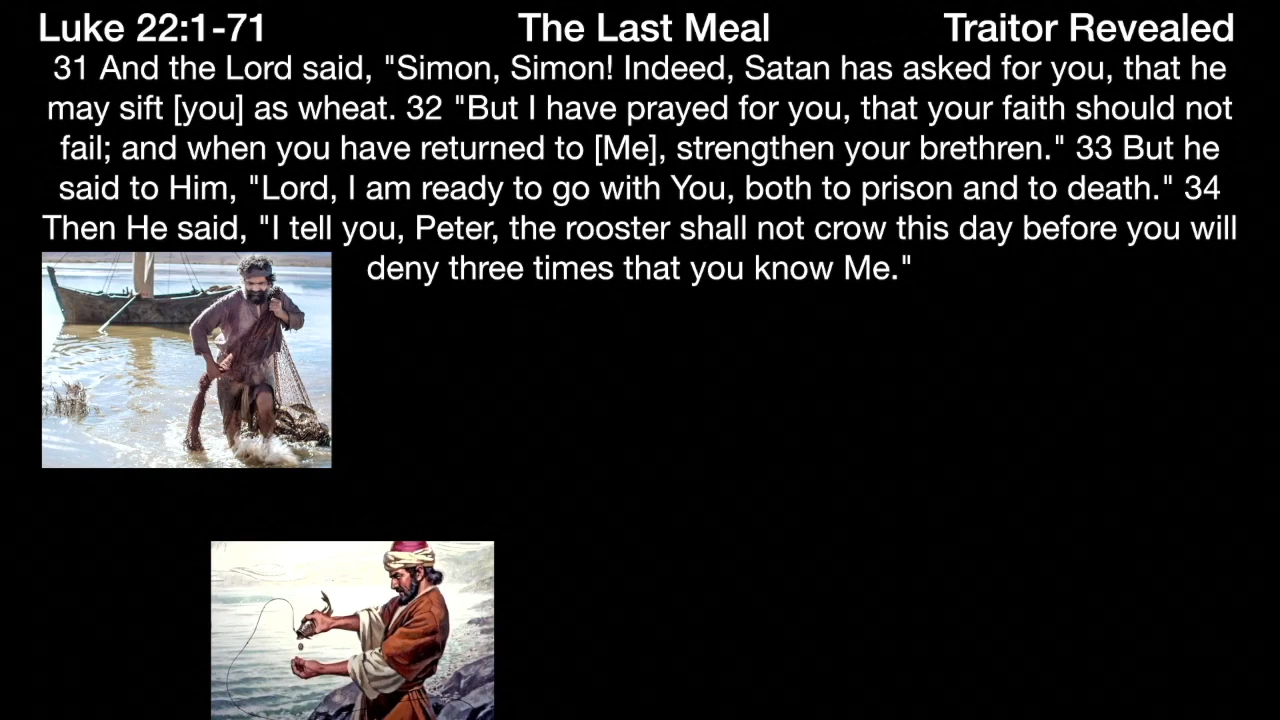 Luke 22:1-71 The Last Meal Traitor Revealed
31 And the Lord said, "Simon, Simon! Indeed, Satan has asked for you, that he
may sift [you] as wheat. 32 "But I have prayed for you, that your faith should not
fail; and when you have returned to [Me], strengthen your brethren." 33 But he
said to Him, "Lord, I am ready to go with You, both to prison and to death." 34
Then He said, "I tell you, Peter, the rooster shall not crow this day before you will
deny three times that you know Me."